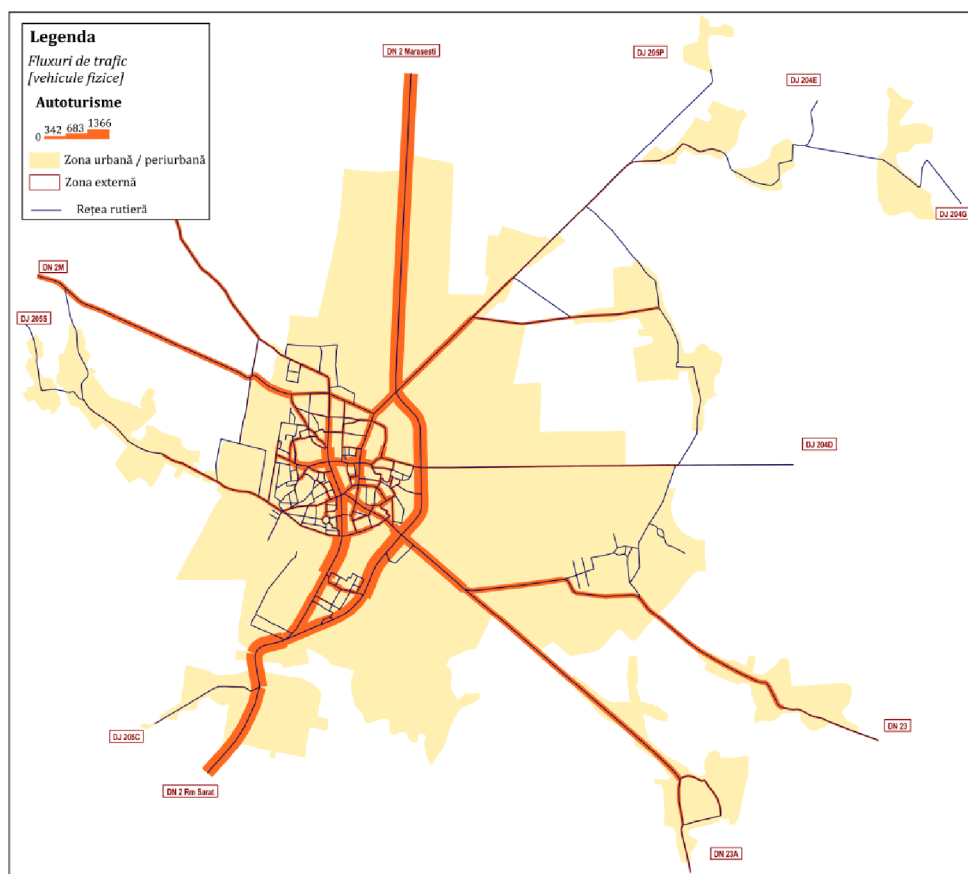 Legenda
Fluxuri de trafic
[vehicule fizice]
Autoturisme
0 342 683 1366
Zona urbană / periurbană
Zona externă
Rețea rutieră
DN 2 Marasesti
DJ 205P
DJ 204E
DJ 204G
DN 2M
DJ 205S
DJ 204D
DN 23
DJ 205C
DN 2 Rm Sarat
DN 23A